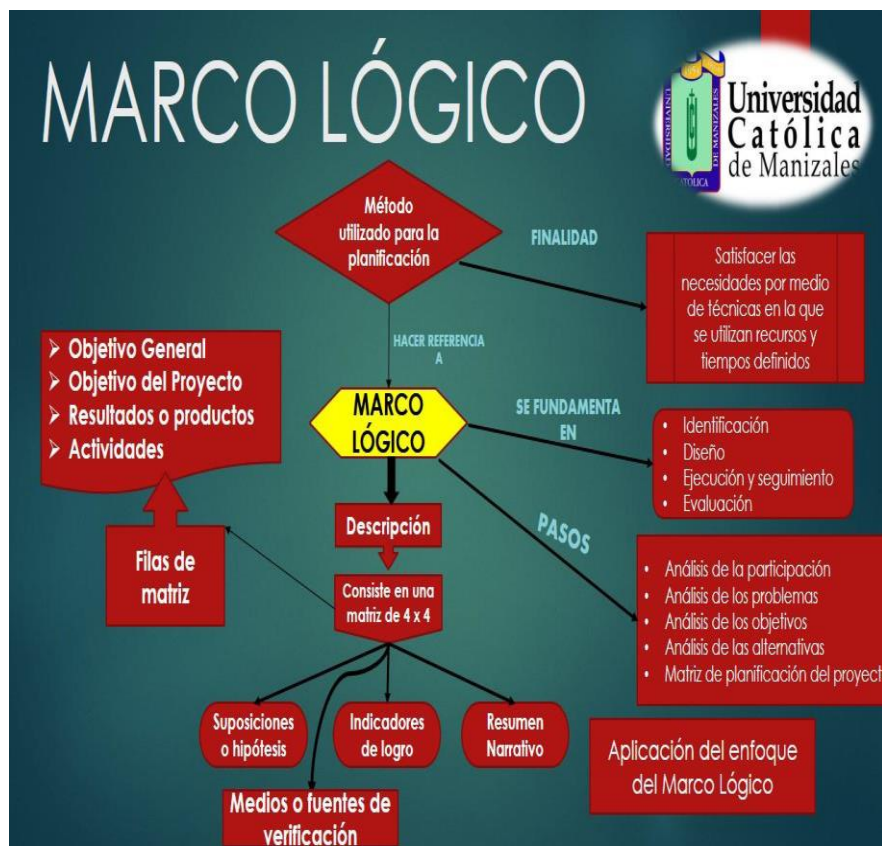 MARCO LÓGICO
UNIVERSIDAD
CATOLICA
DE MANIZALES
Universidad
Católica
de Manizales
Método
utilizado para la
planificación
FINALIDAD
Satisfacer las
necesidades por medio
de técnicas en la que
se utilizan recursos y
tiempos definidos
HACER REFERENCIA
A
➢ Objetivo General
➢ Objetivo del Proyecto
➢ Resultados o productos
➢ Actividades
MARCO
LÓGICO
SE FUNDAMENTA
EN
• Identificación
• Diseño
• Ejecución y seguimiento
• Evaluación
Descripción
PASOS
Filas de
matriz
Consiste en una
matriz de 4 x 4
• Análisis de la participación
• Análisis de los problemas
• Análisis de los objetivos
• Análisis de las alternativas
• Matriz de planificación del proyect
Suposiciones
o hipótesis
Indicadores
de logro
Resumen
Narrativo
Medios o fuentes de
verificación
Aplicación del enfoque
del Marco Lógico